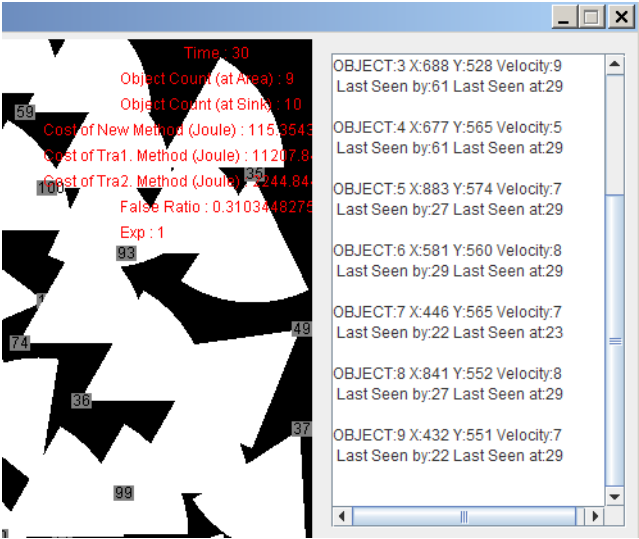 Time : 30
Object Count (at Area) : 9
Object Count (at Sink) : 10
59
Cost of New Method (Joule) : 115.3543
Cost of Tra1. Method (Joule) : 11207.8
Cost of Tra2. Method (Joule) : 244.84
35
False Ratio : 0.3103448275
Exp : 1
93
49
74
36
37
99
OBJECT:3 X:688 Y:528 Velocity:9
Last Seen by:61 Last Seen at:29
OBJECT:4 X:677 Y:565 Velocity:5
Last Seen by:61 Last Seen at:29
OBJECT:5 X:883 Y:574 Velocity:7
Last Seen by:27 Last Seen at:29
OBJECT:6 X:581 Y:560 Velocity:8
Last Seen by:29 Last Seen at:29
OBJECT:7 X:446 Y:565 Velocity:7
Last Seen by:22 Last Seen at:23
OBJECT:8 X:841 Y:552 Velocity:8
Last Seen by:27 Last Seen at:29
OBJECT:9 X:432 Y:551 Velocity:7
Last Seen by:22 Last Seen at:29